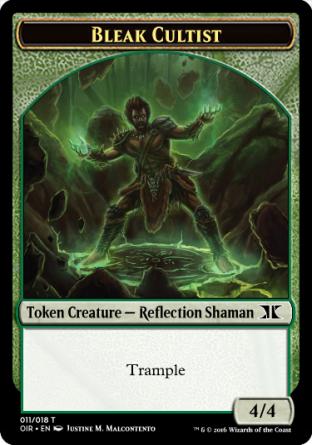 Bleak Cultist
Token Creature — Reflection Shaman
Trample
4/4
011/018 T
OIR • EN Justine M. Malcontento
™ & © 2016 Wizards of the Coast